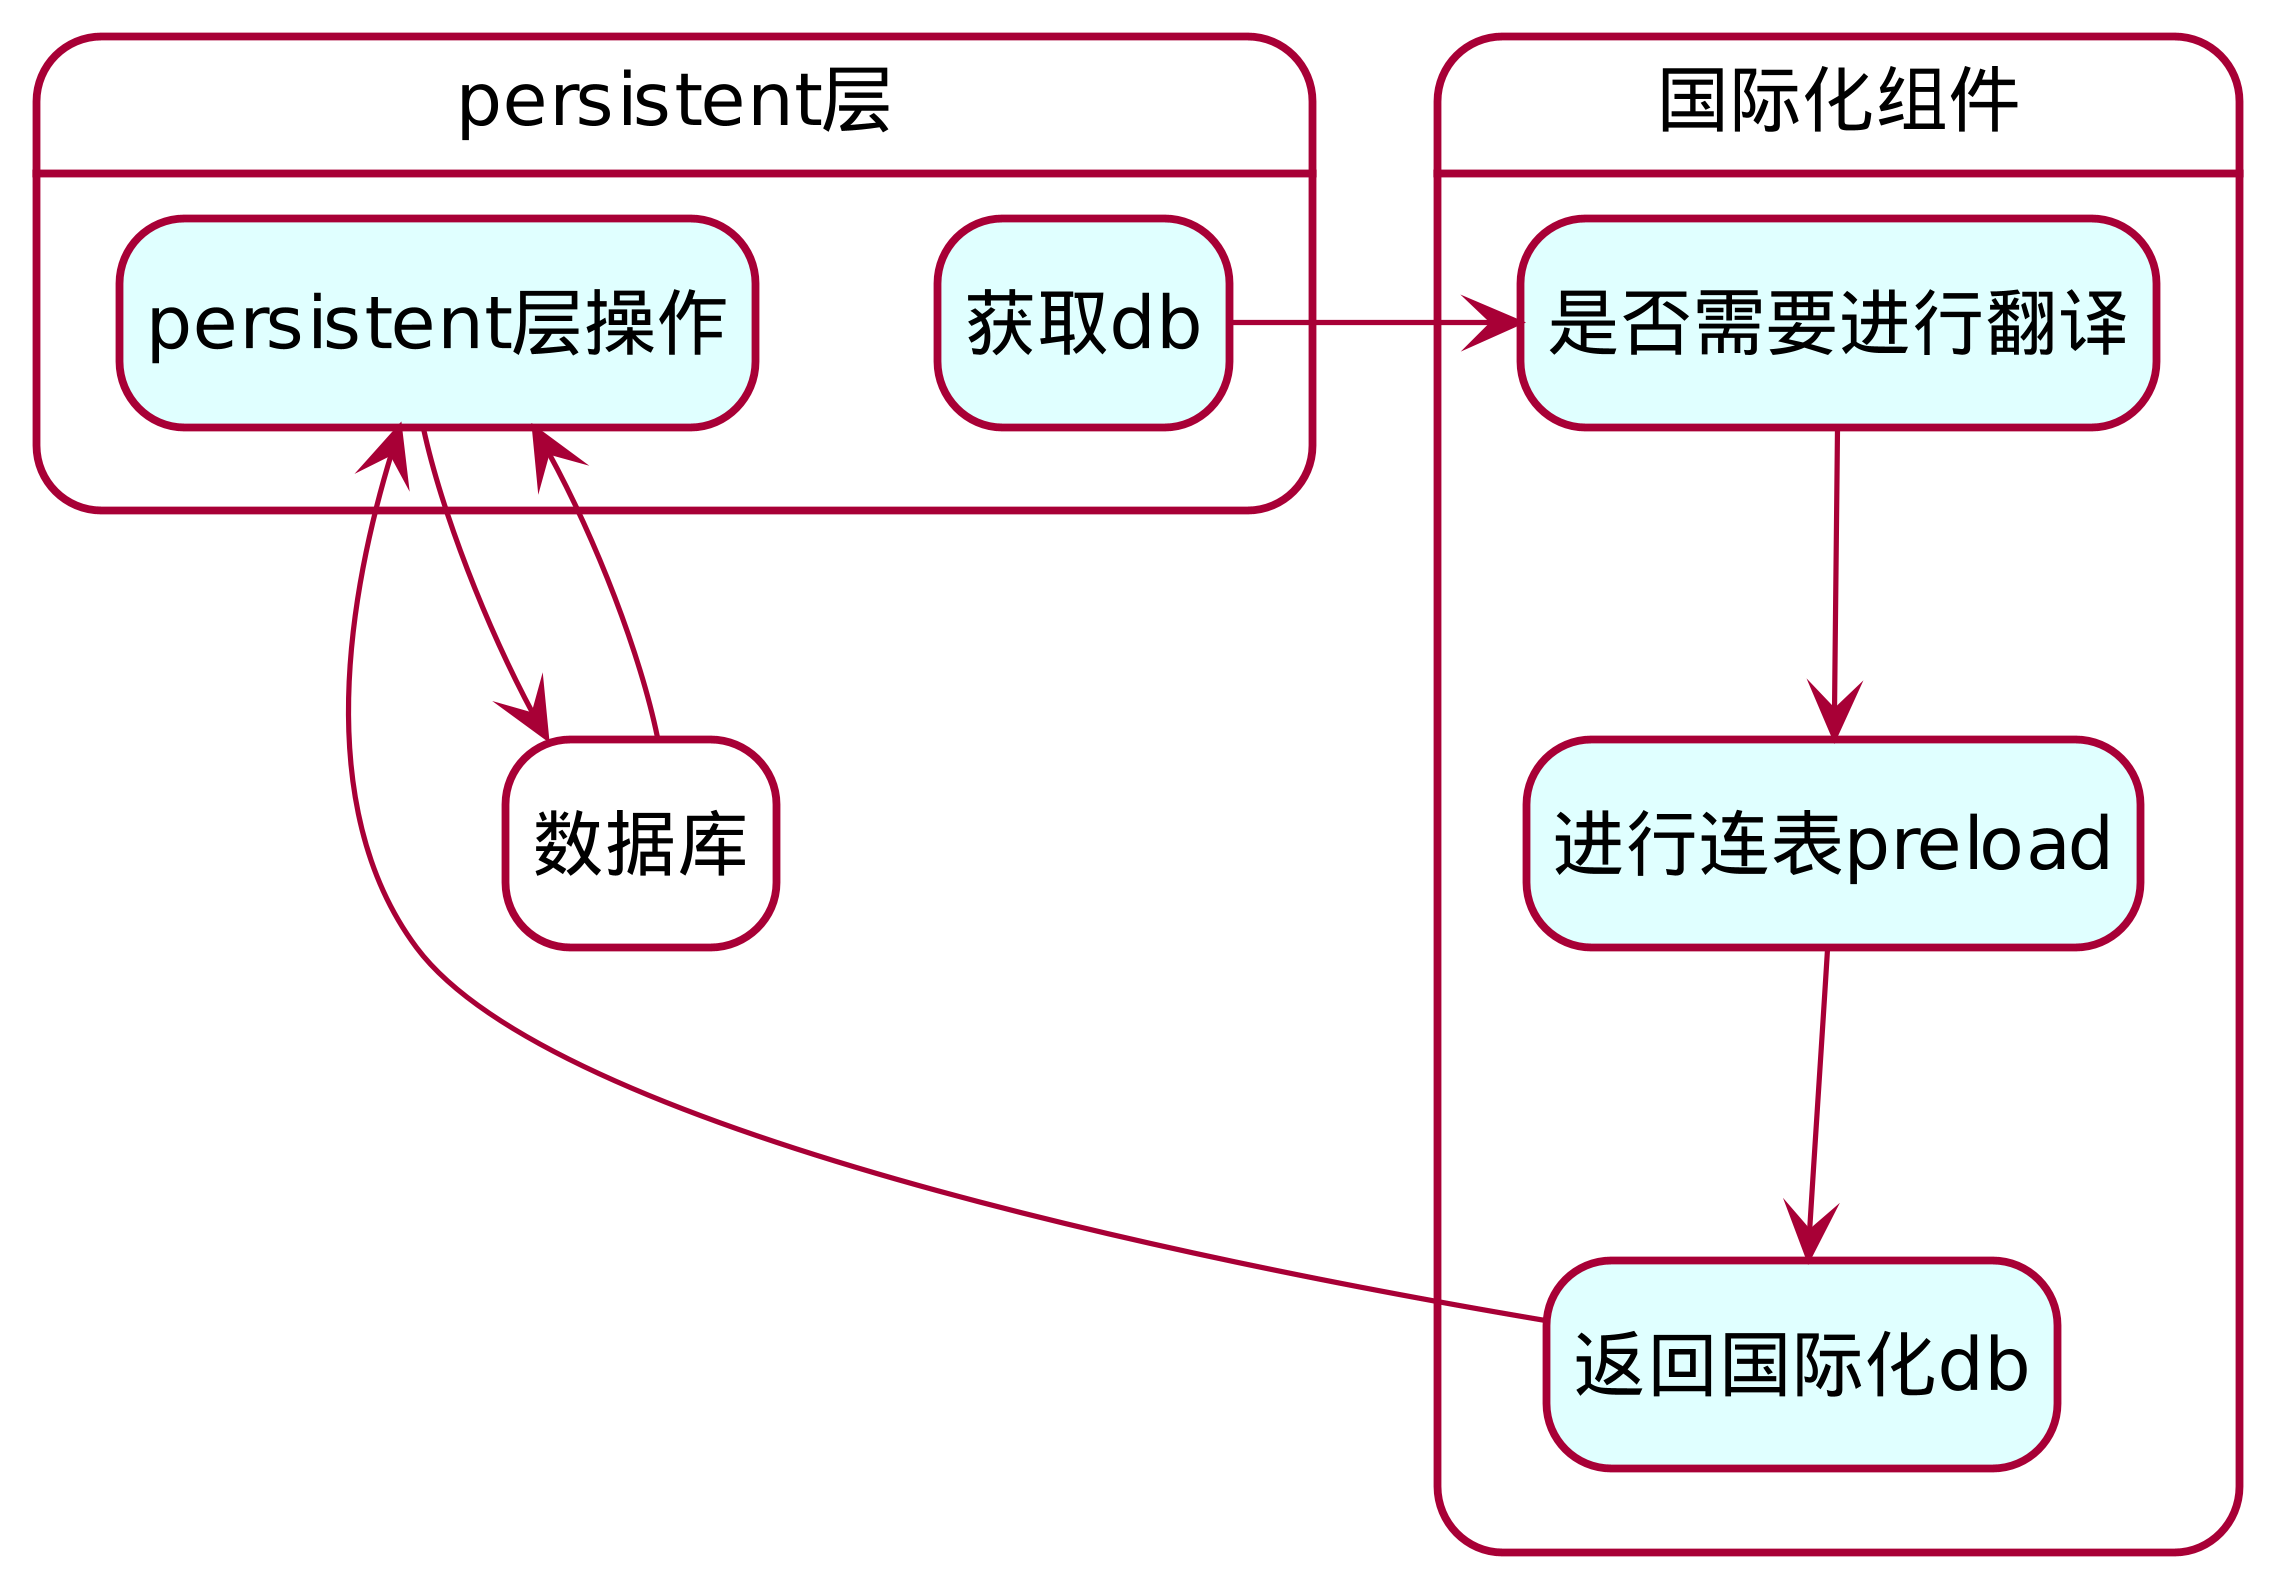 persistent层
国际化组件
persistent层操作
获取db
是否需要进行翻译
数据库
进行连表preload
返回国际化db